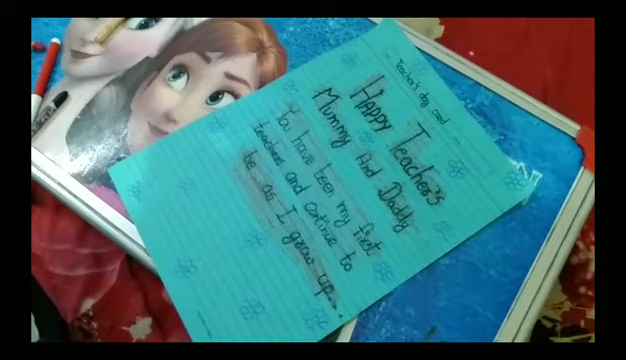 Teacher's day card
HAPPY Teacher's
Mummy And Daddy
You have been my first
teachers and continue to
be as I grow up...